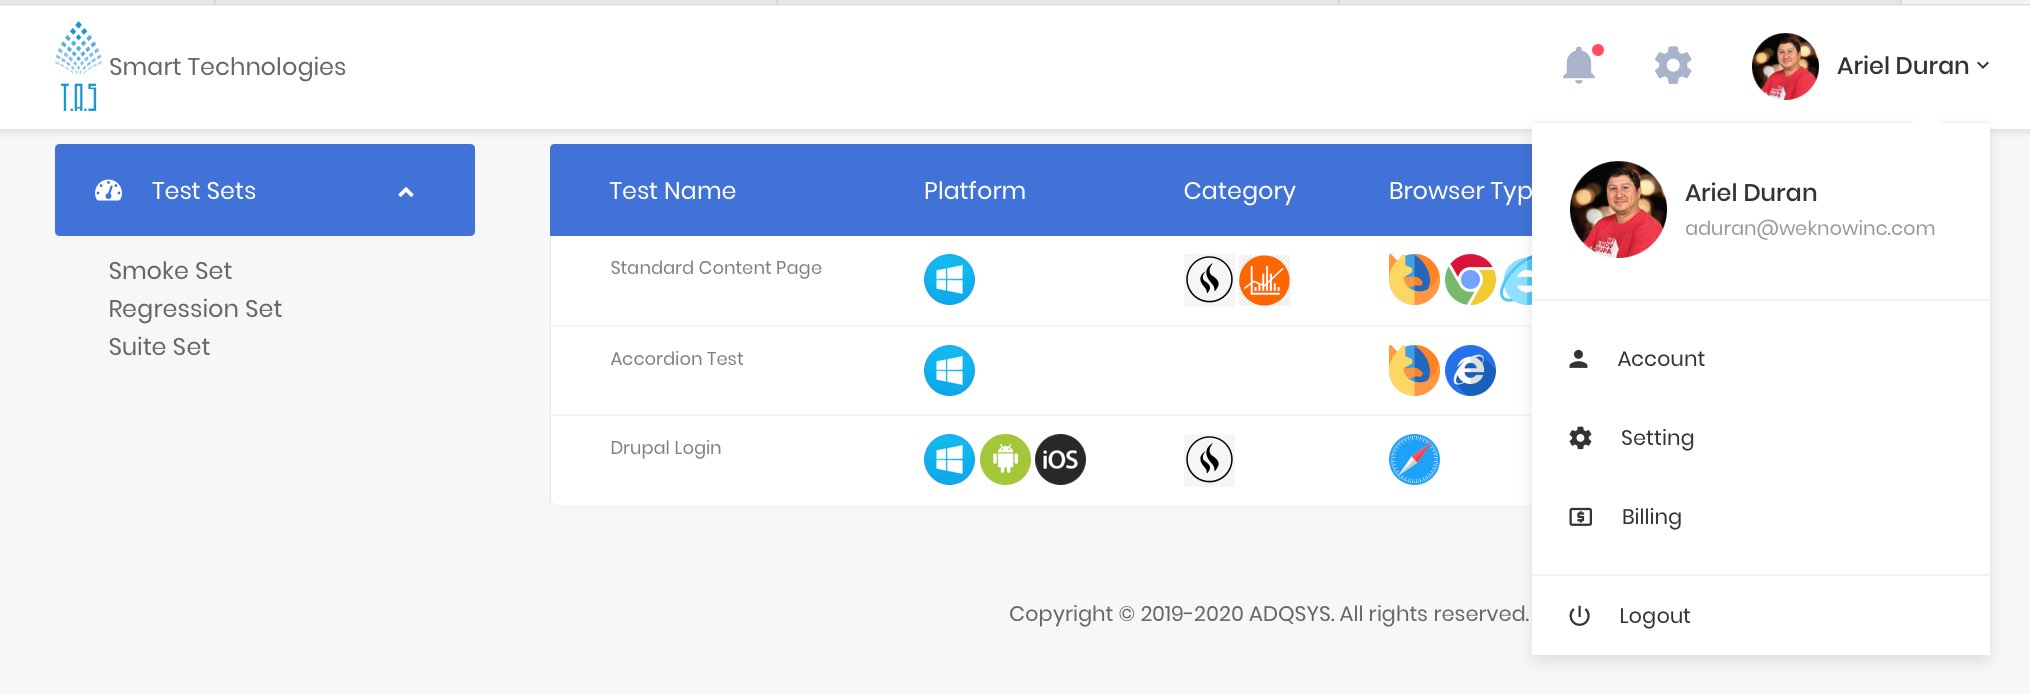 T.A.S
Smart Technologies
Ariel Duran
Test Sets
Smoke Set
Regression Set
Suite Set
Test Name Platform Category Browser Typ
Standard Content Page
Accordion Test
Drupal Login
iOS
Ariel Duran
aduran@weknowinc.com
Account
Setting
Billing
Logout
Copyright © 2019-2020 ADQSYS. All rights reserved.